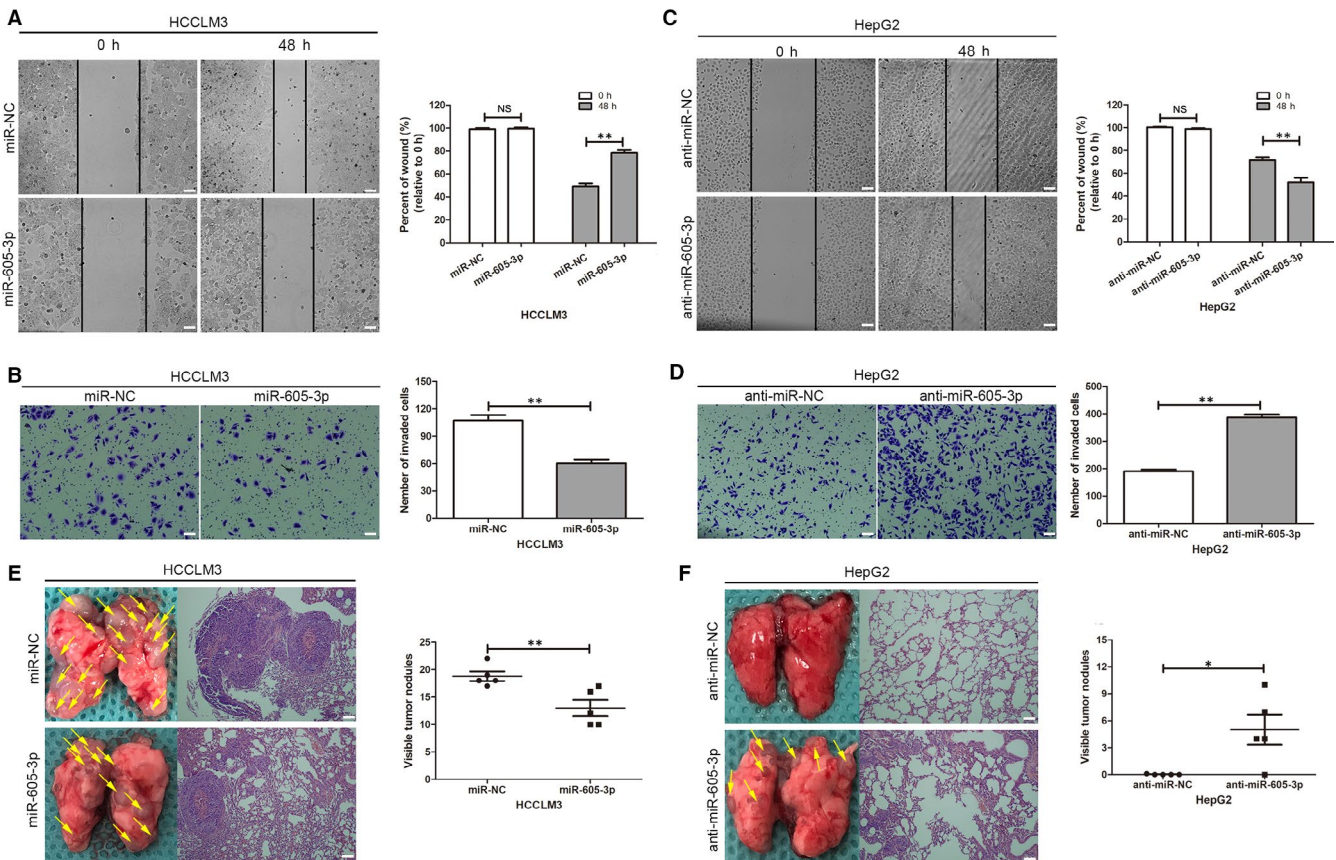 A
HCCLM3
0 h
48 h
miR-NC
miR-605-3p
0 h
48 h
Percent of wound (%)
(relative to 0 h)
120
100
80
60
40
20
0
NS
**
miR-NC
miR-605-3p
miR-NC
miR-605-3p
HCCLM3
C
HepG2
0 h
48 h
anti-miR-NC
anti-miR-605-3p
0 h
48 h
Percent of wound (%)
(relative to 0 h)
120
100
80
60
40
20
0
NS
**
anti-miR-NC
anti-miR-605-3p
anti-miR-NC
anti-miR-605-3p
HepG2
B
HCCLM3
miR-NC
miR-605-3p
Nember of invaded cells
150
120
90
60
30
0
**
miR-NC
miR-605-3p
HCCLM3
D
HepG2
anti-miR-NC
anti-miR-605-3p
Nember of invaded cells
500
400
300
200
100
0
**
anti-miR-NC
anti-miR-605-3p
HepG2
E
HCCLM3
miR-NC
miR-605-3p
Visible tumor nodules
25
20
15
10
5
0
**
miR-NC
miR-605-3p
HCCLM3
F
HepG2
anti-miR-NC
anti-miR-605-3p
Visible tumor nodules
15
12
9
6
3
0
*
anti-miR-NC
anti-miR-605-3p
HepG2